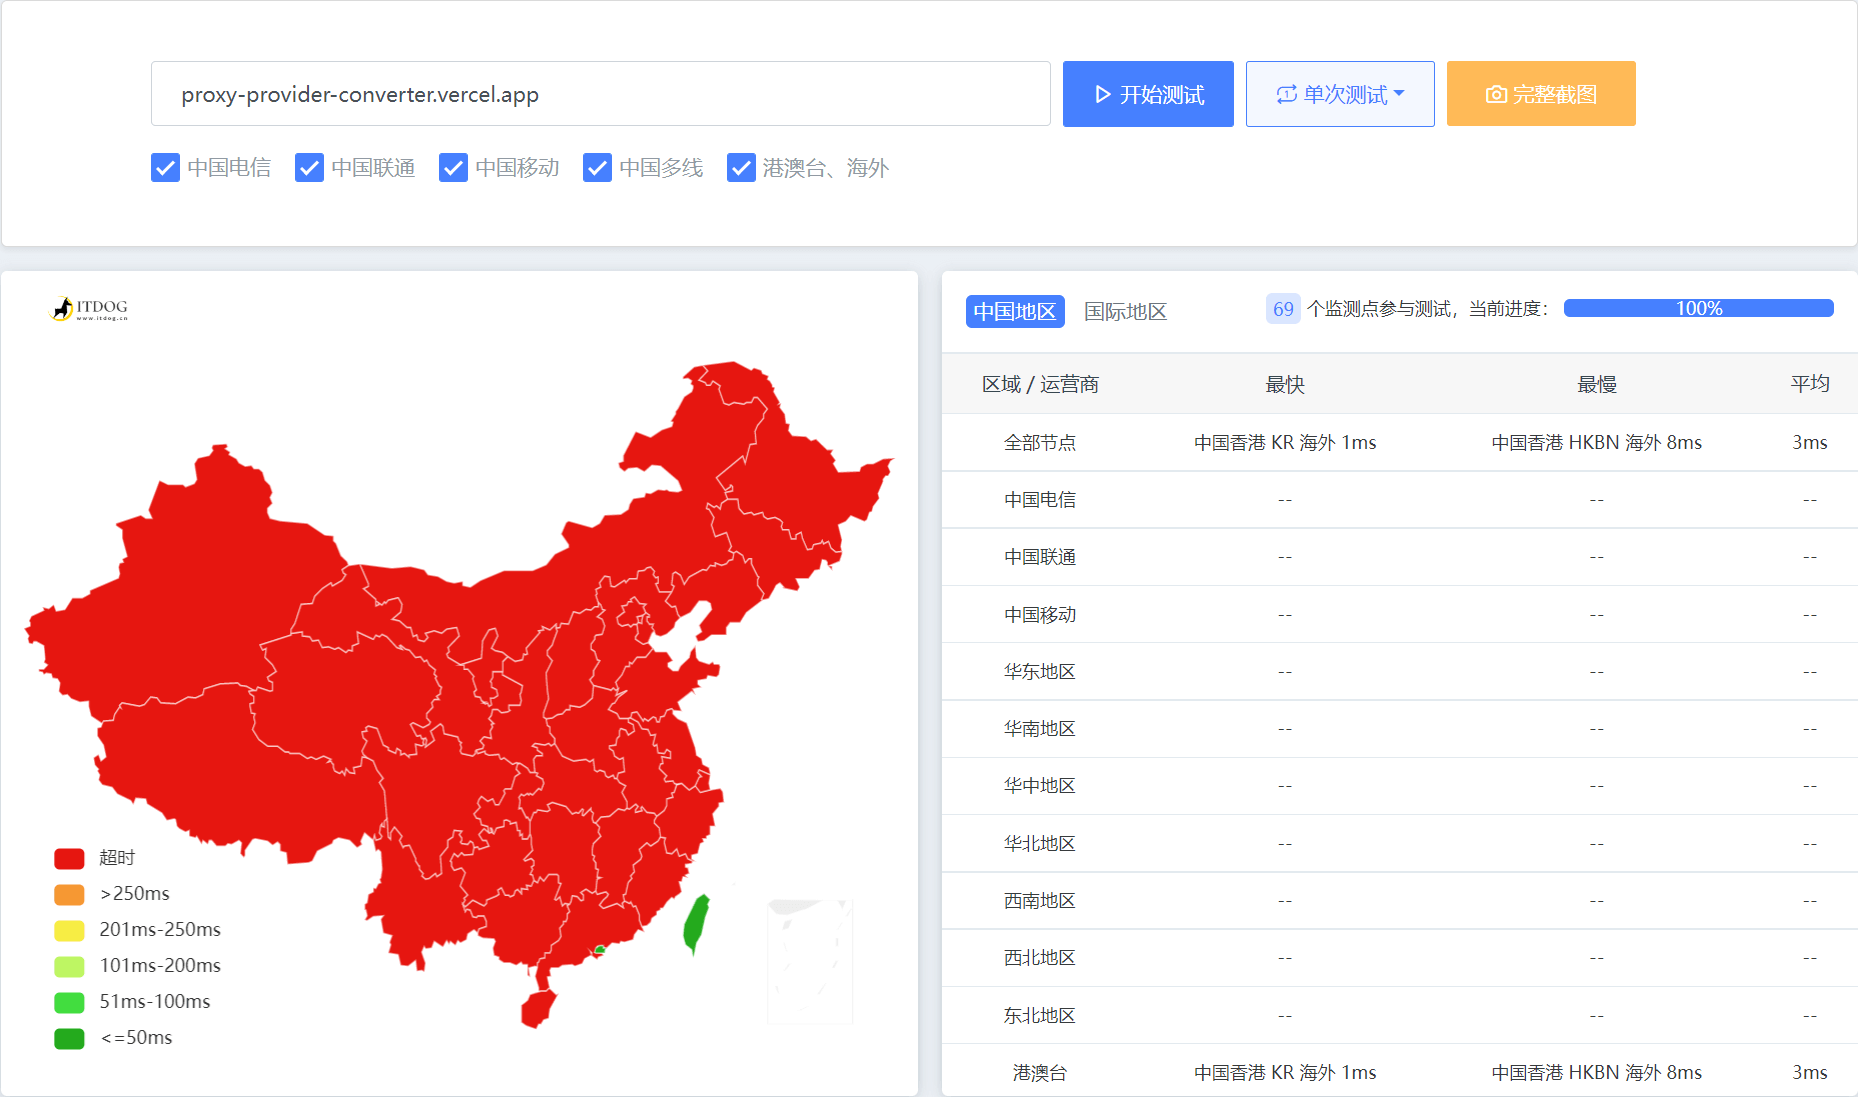 proxy-provider-converter.vercel.app
开始测试
单次测试
完整截图
中国电信 中国联通 中国移动 中国多线 港澳台、海外
ITDOG
www.itdog.cn
超时
>250ms
201ms-250ms
101ms-200ms
51ms-100ms
<=50ms
中国地区 国际地区 69 个监测点参与测试，当前进度： 100%
区域 / 运营商 最快 最慢 平均
全部节点 中国香港 KR 海外 1ms 中国香港 HKBN 海外 8ms 3ms
中国电信 -- -- --
中国联通 -- -- --
中国移动 -- -- --
华东地区 -- -- --
华南地区 -- -- --
华中地区 -- -- --
华北地区 -- -- --
西南地区 -- -- --
西北地区 -- -- --
东北地区 -- -- --
港澳台 中国香港 KR 海外 1ms 中国香港 HKBN 海外 8ms 3ms